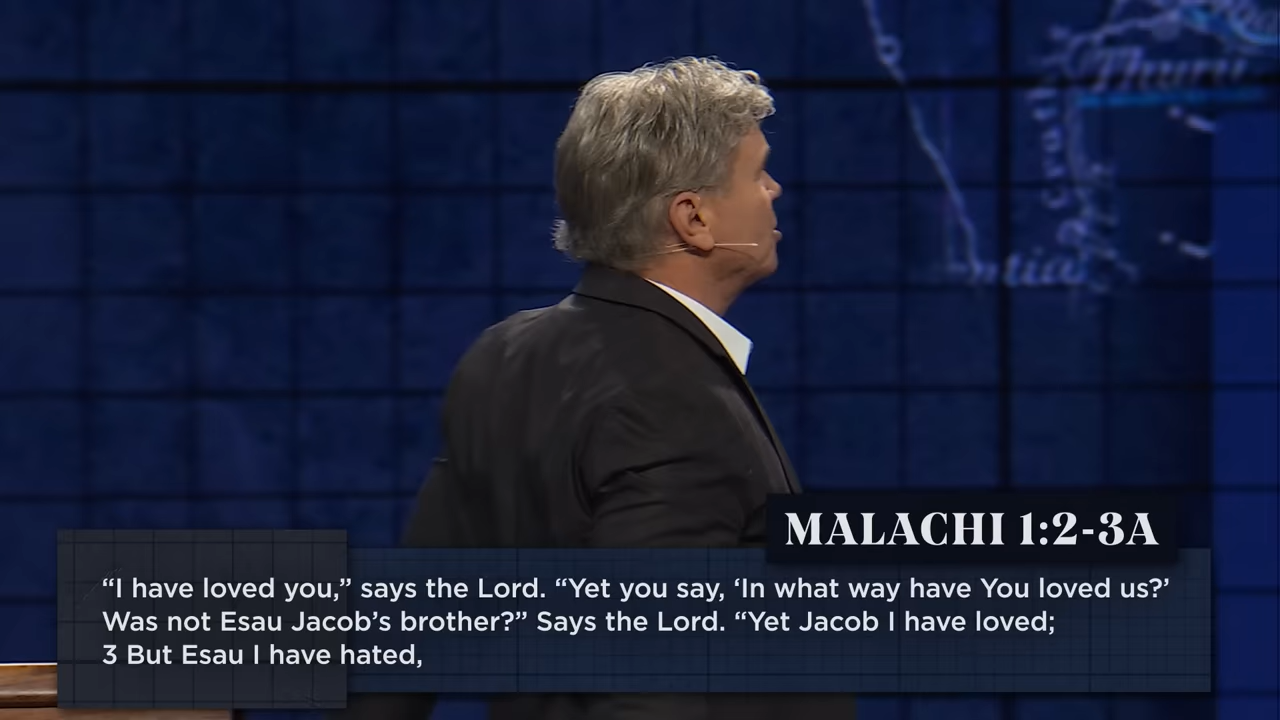 MALACHI 1:2-3A
“I have loved you,” says the Lord. “Yet you say, ‘In what way have You loved us?’
Was not Esau Jacob’s brother?” Says the Lord. “Yet Jacob I have loved;
3 But Esau I have hated,